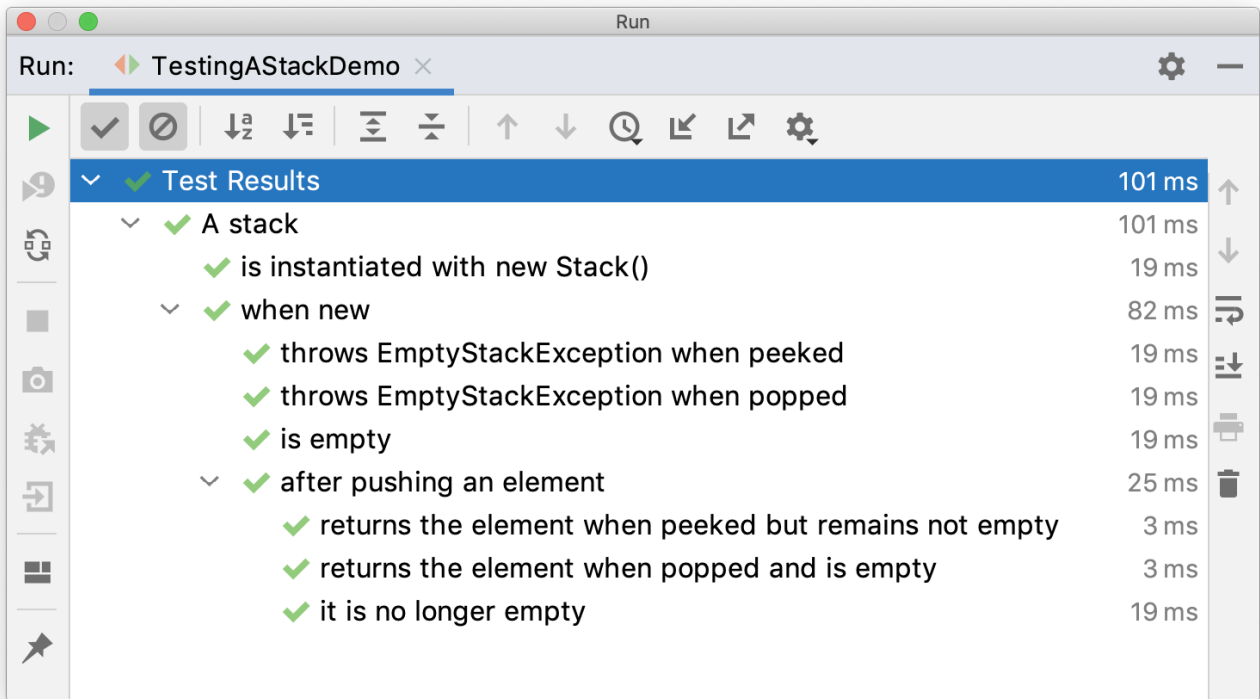 Run
Run: TestingAStackDemo
Test Results 101 ms
A stack 101 ms
is instantiated with new Stack() 19 ms
when new 82 ms
throws EmptyStackException when peeked 19 ms
throws EmptyStackException when popped 19 ms
is empty 19 ms
after pushing an element 25 ms
returns the element when peeked but remains not empty 3 ms
returns the element when popped and is empty 3 ms
it is no longer empty 19 ms